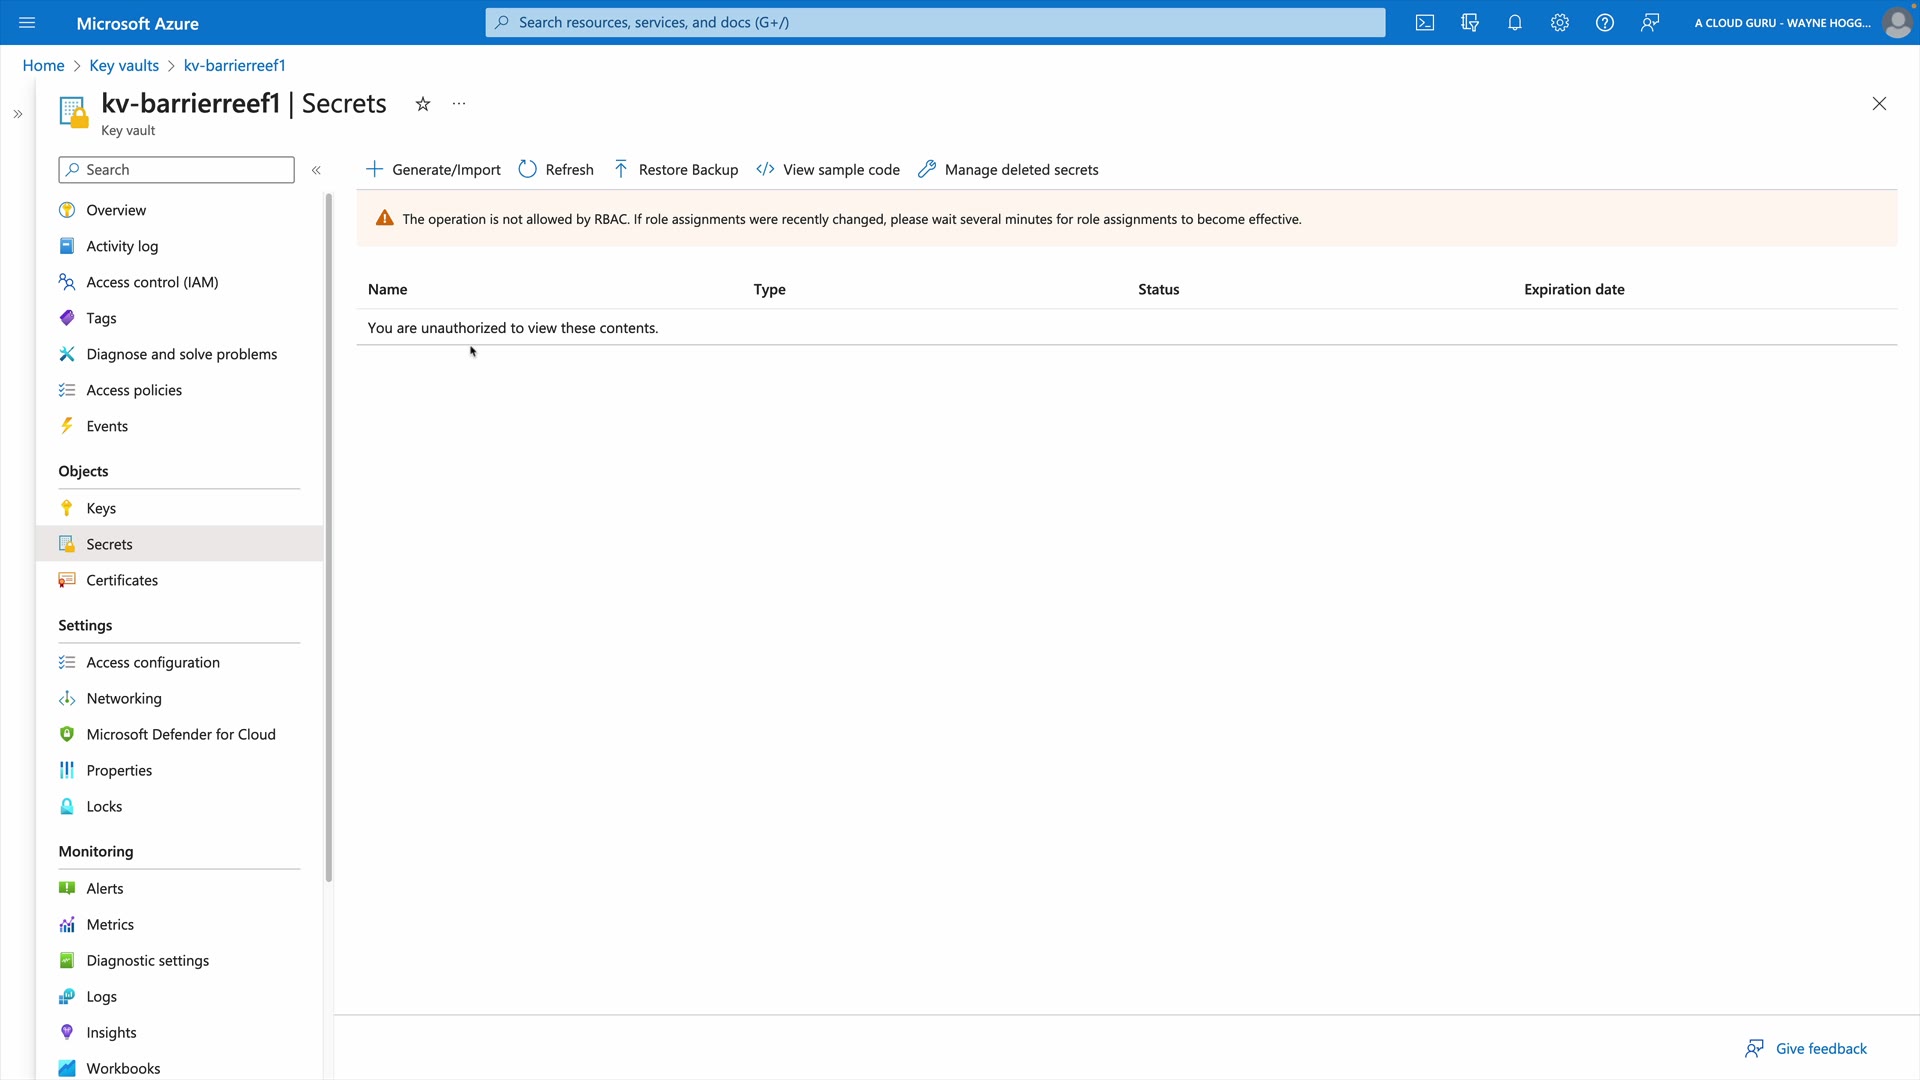 Microsoft Azure
Search resources, services, and docs (G+/)
A CLOUD GURU - WAYNE HOGG...
Home > Key vaults > kv-barrierreef1
kv-barrierreef1 | Secrets
Key vault
Search
Generate/Import
Refresh
Restore Backup
View sample code
Manage deleted secrets
The operation is not allowed by RBAC. If role assignments were recently changed, please wait several minutes for role assignments to become effective.
Name Type Status Expiration date
You are unauthorized to view these contents.
Overview
Activity log
Access control (IAM)
Tags
Diagnose and solve problems
Access policies
Events
Objects
Keys
Secrets
Certificates
Settings
Access configuration
Networking
Microsoft Defender for Cloud
Properties
Locks
Monitoring
Alerts
Metrics
Diagnostic settings
Logs
Insights
Workbooks
Give feedback